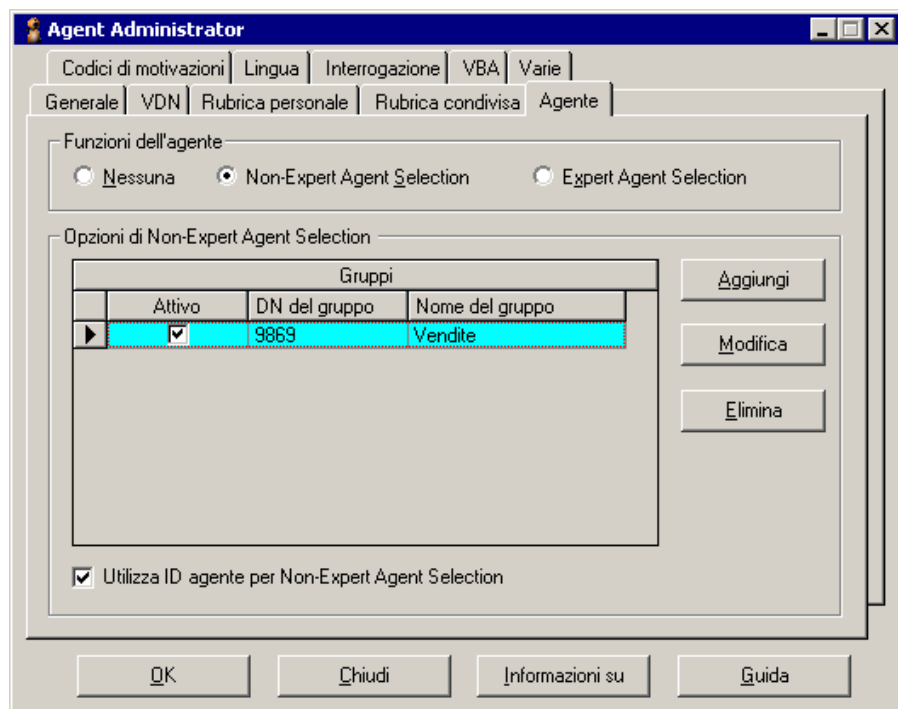 Agent Administrator
Codici di motivazioni Lingua Interrogazione VBA Varie
Generale VDN Rubrica personale Rubrica condivisa Agente
Funzioni dell'agente
Nessuna Non-Expert Agent Selection Expert Agent Selection
Opzioni di Non-Expert Agent Selection
Gruppi
Attivo DN del gruppo Nome del gruppo
9869 Vendite
Aggiungi
Modifica
Elimina
Utilizza ID agente per Non-Expert Agent Selection
OK Chiudi Informazioni su Guida